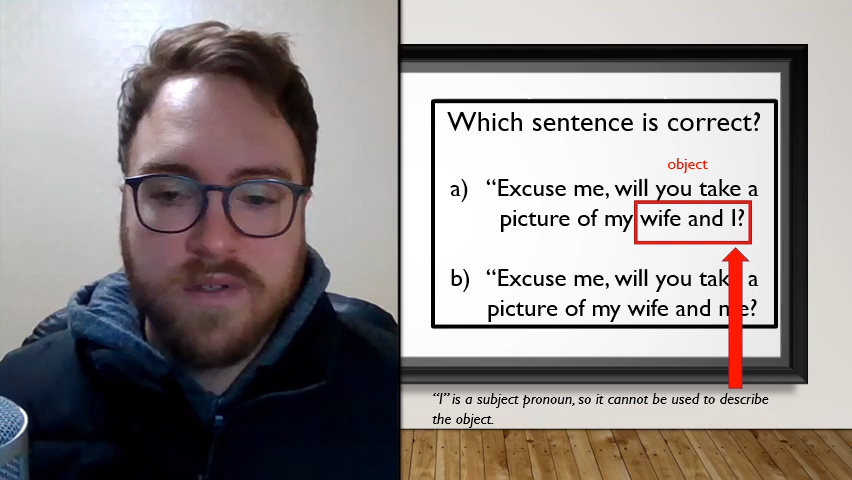 Which sentence is correct?
object
a) “Excuse me, will you take a
picture of my wife and I?
b) “Excuse me, will you take a
picture of my wife and me?
“I” is a subject pronoun, so it cannot be used to describe
the object.